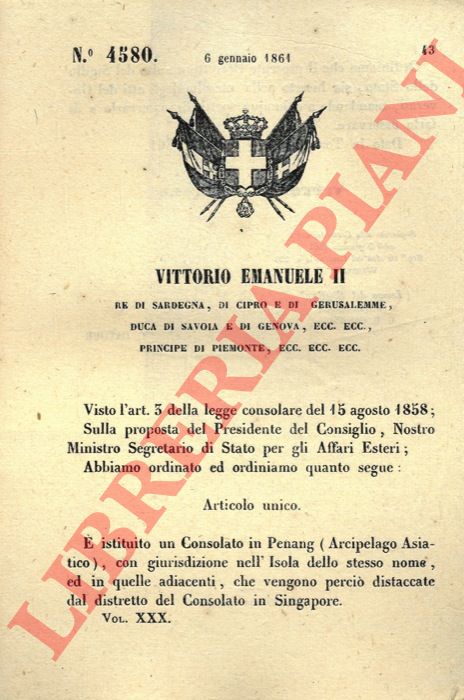 N.° 4580.
6 gennaio 1861
43
VITTORIO EMANUELE II
RE DI SARDEGNA, DI CIPRO E DI GERUSALEMME,
DUCA DI SAVOIA E DI GENOVA, ECC. ECC.,
PRINCIPE DI PIEMONTE, ECC. ECC. ECC.
Visto l'art. 3 della legge consolare del 15 agosto 1858;
Sulla proposta del Presidente del Consiglio, Nostro
Ministro Segretario di Stato per gli Affari Esteri;
Abbiamo ordinato ed ordiniamo quanto segue:
Articolo unico.
È istituito un Consolato in Penang (Arcipelago Asia-
tico), con giurisdizione nell'Isola dello stesso nome,
ed in quelle adiacenti, che vengono perciò distaccate
dal distretto del Consolato in Singapore.
VOL. XXX.
LIBRERIA PIANI